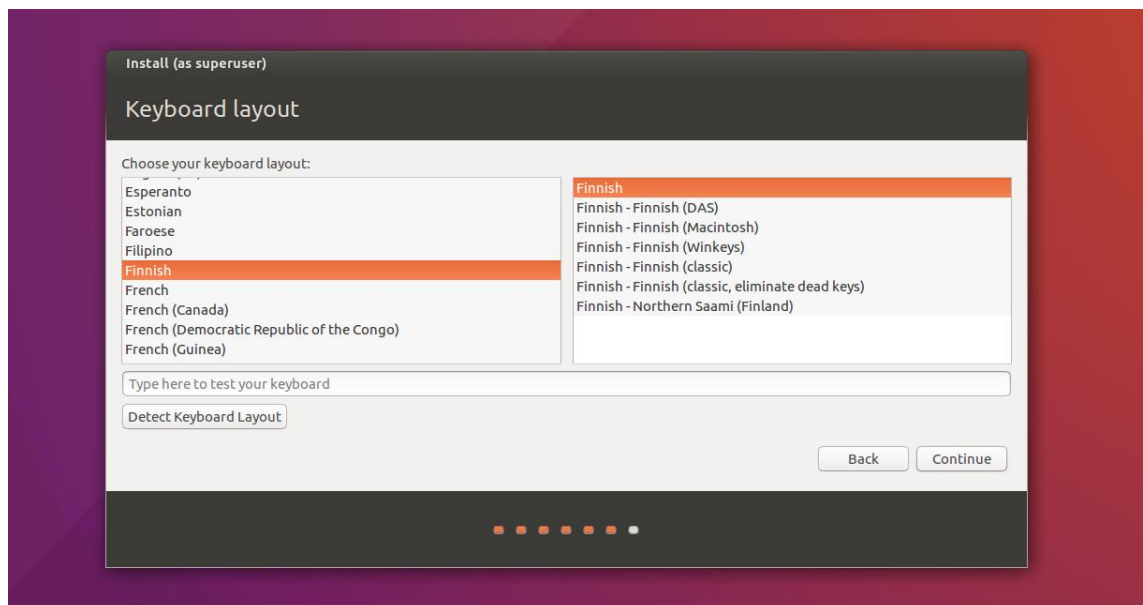 Install (as superuser)
Keyboard layout
Choose your keyboard layout:
Esperanto
Estonian
Faroese
Filipino
Finnish
French
French (Canada)
French (Democratic Republic of the Congo)
French (Guinea)
Finnish
Finnish - Finnish (DAS)
Finnish - Finnish (Macintosh)
Finnish - Finnish (Winkeys)
Finnish - Finnish (classic)
Finnish - Finnish (classic, eliminate dead keys)
Finnish - Northern Saami (Finland)
Type here to test your keyboard
Detect Keyboard Layout
Back
Continue